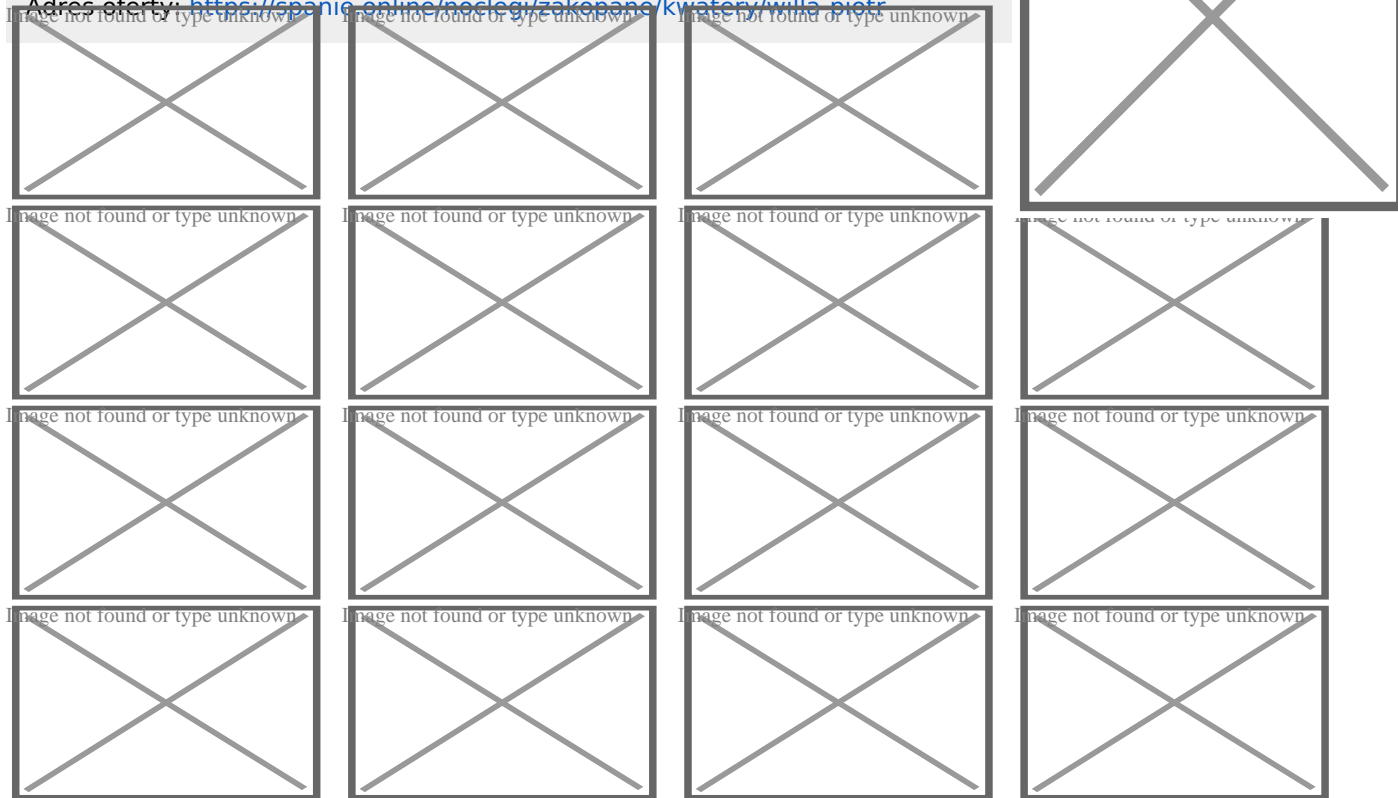 Adres oferty: https://spanie.online/noclegi/zakopane/kwatery/willa-piotr
Image not found or type unknown Image not found or type unknown Image not found or type unknown
Image not found or type unknown Image not found or type unknown Image not found or type unknown Image not found or type unknown
Image not found or type unknown Image not found or type unknown Image not found or type unknown Image not found or type unknown
Image not found or type unknown Image not found or type unknown Image not found or type unknown Image not found or type unknown